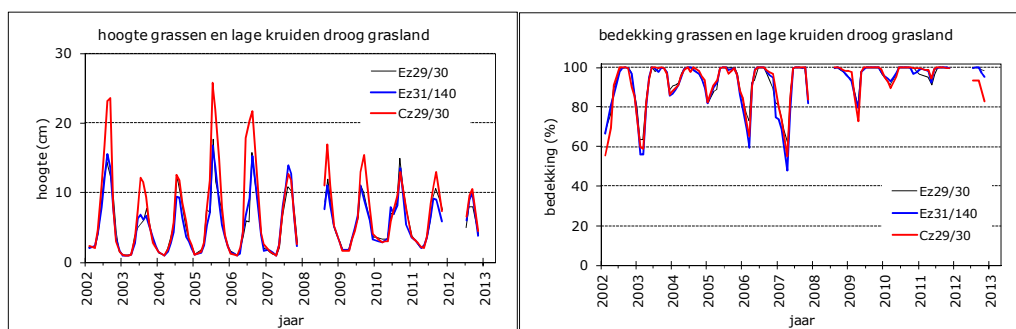 hoogte grassen en lage kruiden droog grasland
30
20
10
0
hoogte (cm)
Ez29/30
Ez31/140
Cz29/30
2002
2003
2004
2005
2006
2007
2008
2009
2010
2011
2012
2013
jaar
bedekking grassen en lage kruiden droog grasland
100
80
60
40
20
0
bedekking (%)
Ez29/30
Ez31/140
Cz29/30
2002
2003
2004
2005
2006
2007
2008
2009
2010
2011
2012
2013
jaar